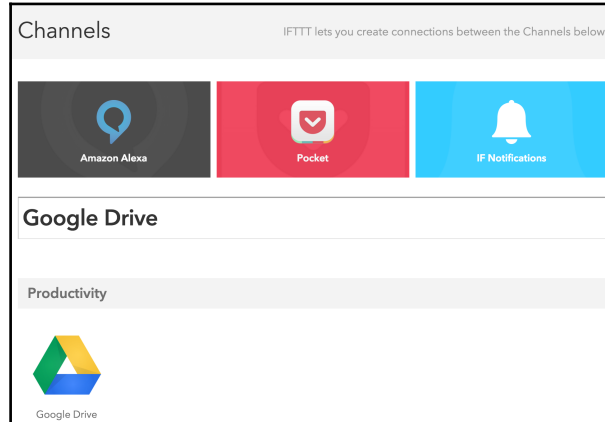 Channels
IFTTT lets you create connections between the Channels below
Amazon Alexa
Pocket
IF Notifications
Google Drive
Productivity
Google Drive